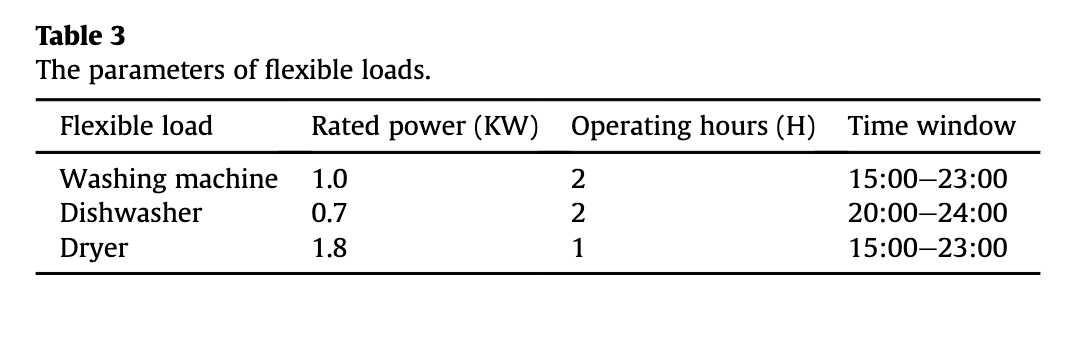 Table 3
The parameters of flexible loads.
Flexible load Rated power (KW) Operating hours (H) Time window
Washing machine 1.0 2 15:00–23:00
Dishwasher 0.7 2 20:00–24:00
Dryer 1.8 1 15:00–23:00